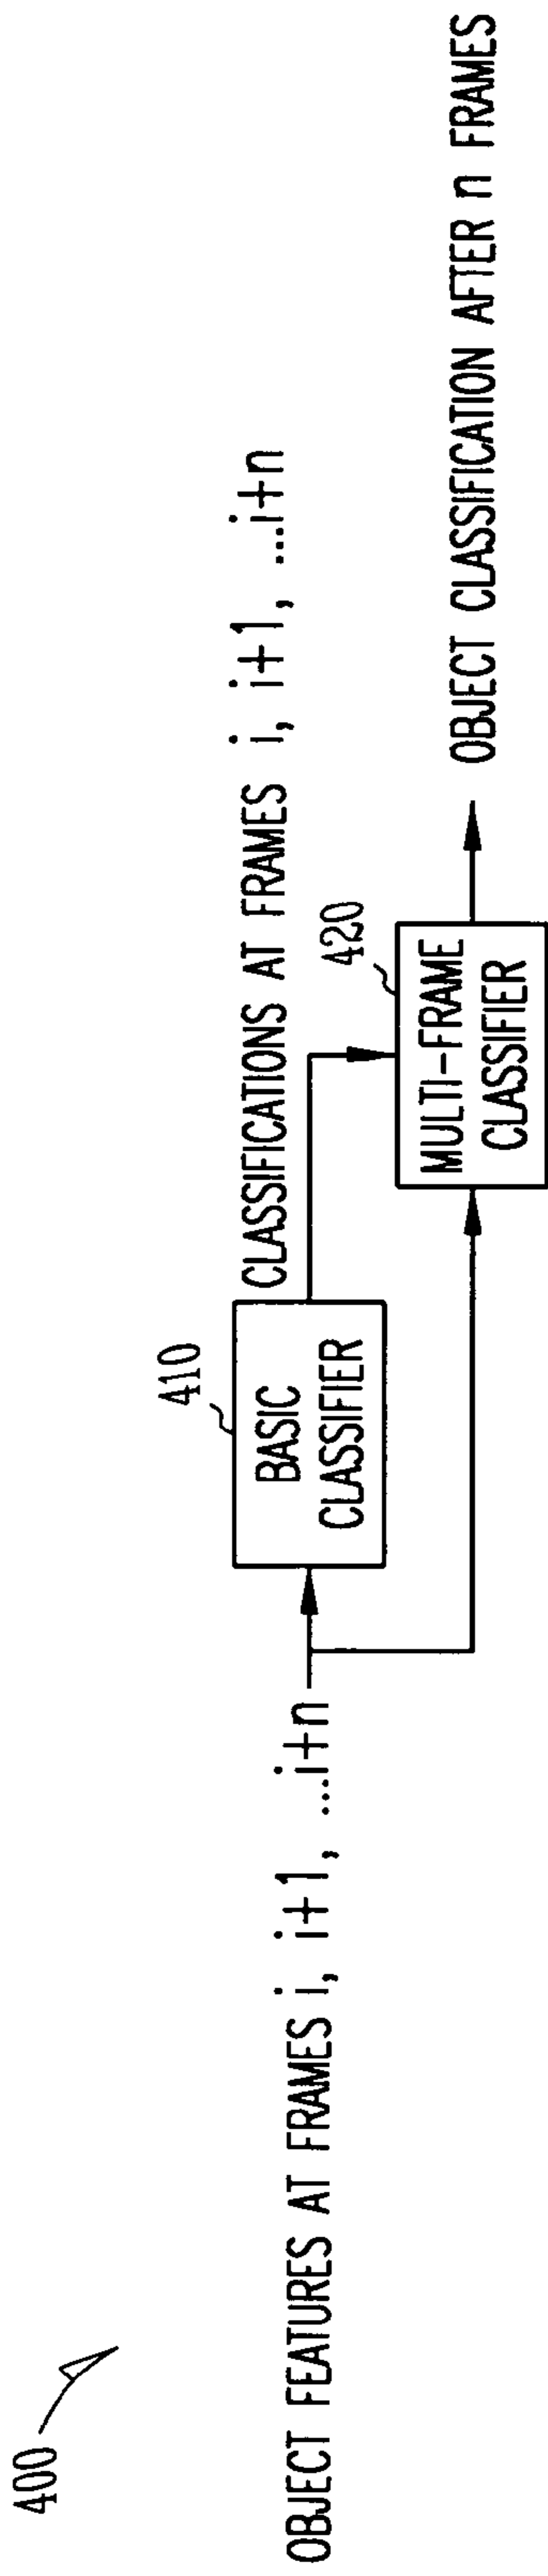 400
OBJECT FEATURES AT FRAMES i, i+1, ...i+n
410
BASIC
CLASSIFIER
CLASSIFICATIONS AT FRAMES i, i+1, ...i+n
420
MULTI-FRAME
CLASSIFIER
OBJECT CLASSIFICATION AFTER n FRAMES